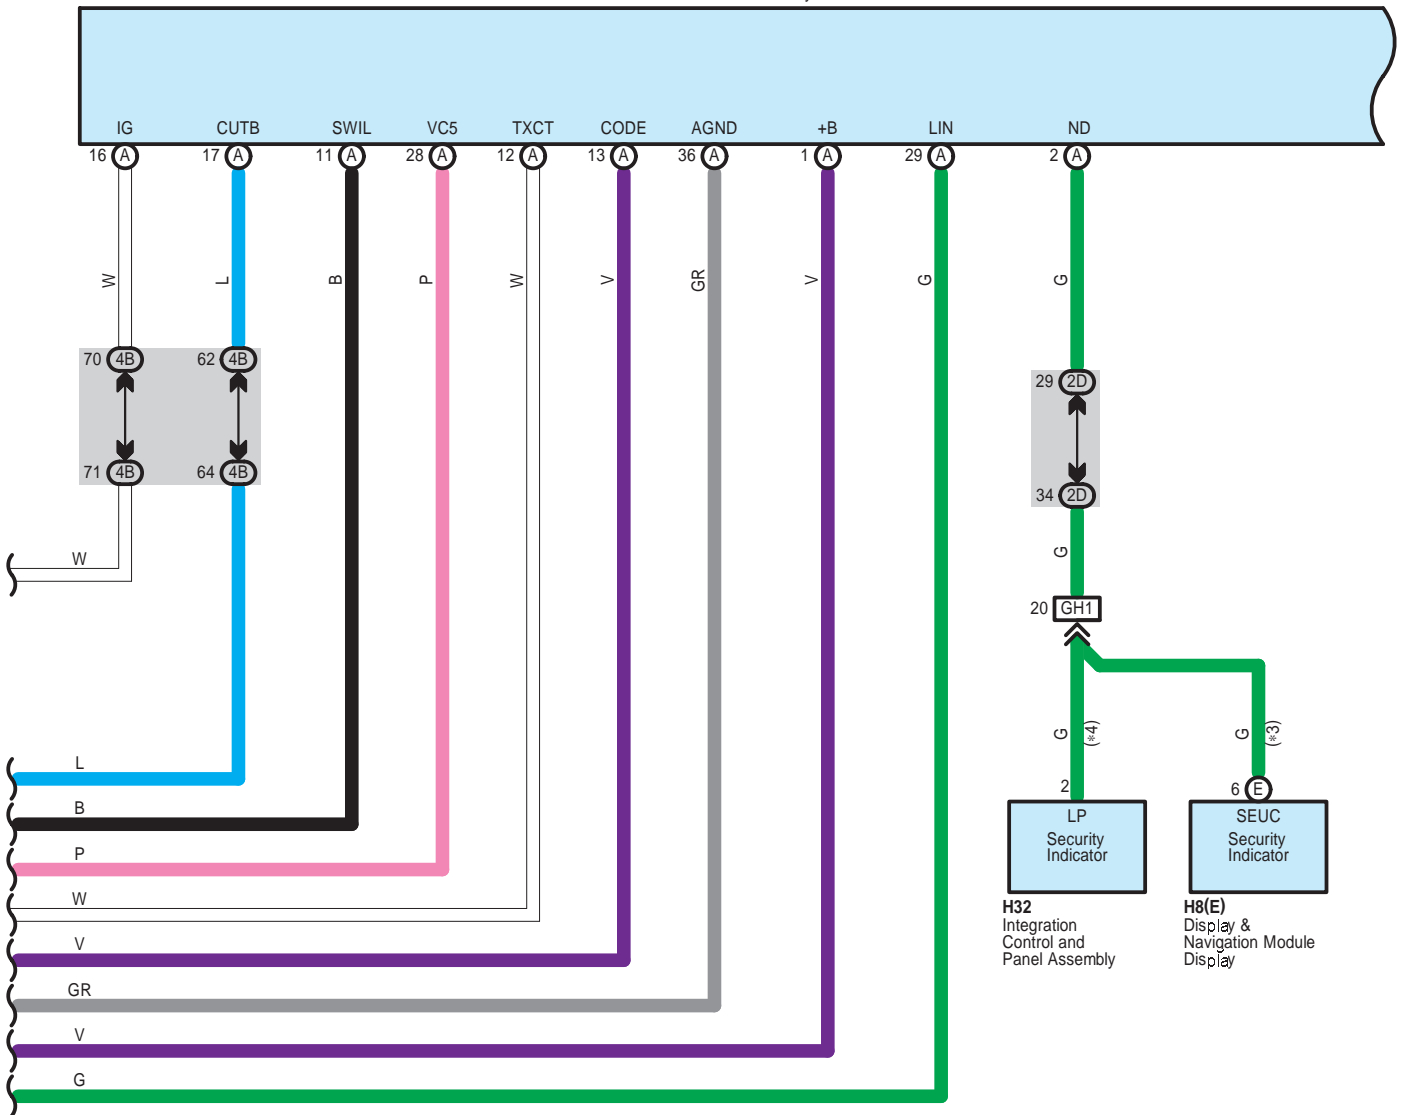 IG CUTB SWIL VC5 TXCT CODE AGND +B LIN ND
16 A 17 A 11 A 28 A 12 A 13 A 36 A 1 A 29 A 2 A
W L B P W V GR V G G
70 4B 62 4B
29 2D
71 4B 64 4B
34 2D
W
G
20 GH1
G (*4) G (*3)
L
2 6 E
B
LP SEUC
Security Security
Indicator Indicator
P
W
H32 H8(E)
Integration Display &
Control and Navigation Module
Panel Assembly Display
V
GR
V
G